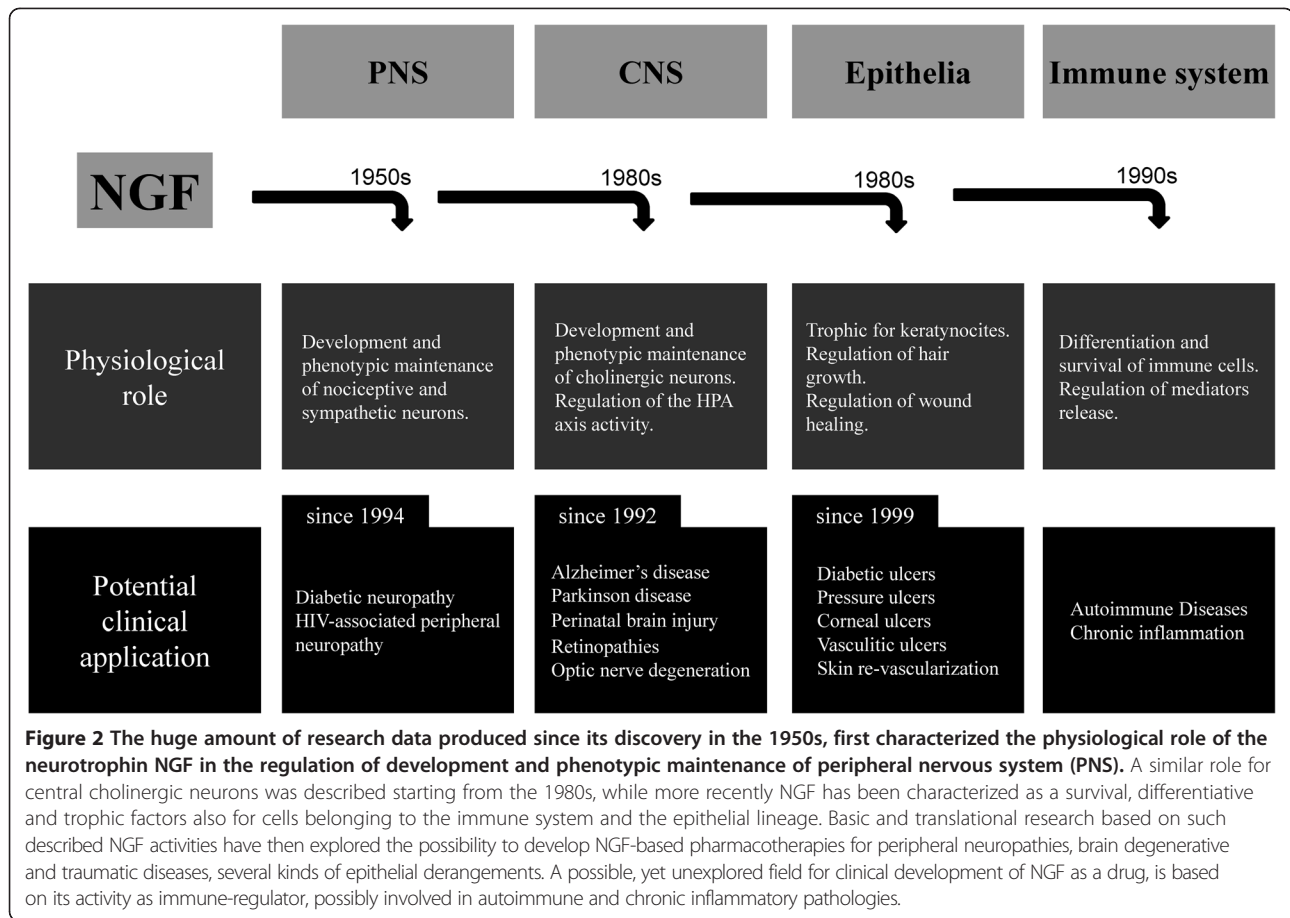 PNS
CNS
Epithelia
Immune system
NGF
1950s
1980s
1980s
1990s
Physiological
role
Development and
phenotypic maintenance
of nociceptive and
sympathetic neurons.
Development and
phenotypic maintenance
of cholinergic neurons.
Regulation of the HPA
axis activity.
Trophic for keratynocites.
Regulation of hair
growth.
Regulation of wound
healing.
Differentiation and
survival of immune cells.
Regulation of mediators
release.
Potential
clinical
application
since 1994
Diabetic neuropathy
HIV-associated peripheral
neuropathy
since 1992
Alzheimer's disease
Parkinson disease
Perinatal brain injury
Retinopathies
Optic nerve degeneration
since 1999
Diabetic ulcers
Pressure ulcers
Corneal ulcers
Vasculitic ulcers
Skin re-vascularization
Autoimmune Diseases
Chronic inflammation
Figure 2 The huge amount of research data produced since its discovery in the 1950s, first characterized the physiological role of the
neurotrophin NGF in the regulation of development and phenotypic maintenance of peripheral nervous system (PNS). A similar role for
central cholinergic neurons was described starting from the 1980s, while more recently NGF has been characterized as a survival, differentiative
and trophic factors also for cells belonging to the immune system and the epithelial lineage. Basic and translational research based on such
described NGF activities have then explored the possibility to develop NGF-based pharmacotherapies for peripheral neuropathies, brain degenerative
and traumatic diseases, several kinds of epithelial derangements. A possible, yet unexplored field for clinical development of NGF as a drug, is based
on its activity as immune-regulator, possibly involved in autoimmune and chronic inflammatory pathologies.